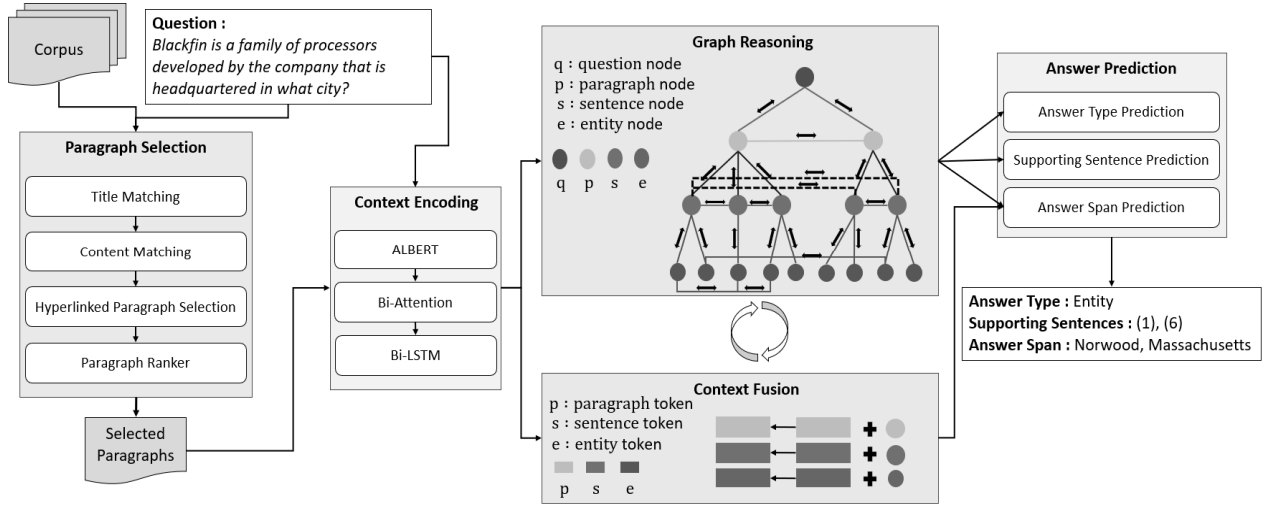 Corpus
Question :
Blackfin is a family of processors
developed by the company that is
headquartered in what city?
Paragraph Selection
Title Matching
Content Matching
Hyperlinked Paragraph Selection
Paragraph Ranker
Selected
Paragraphs
Context Encoding
ALBERT
Bi-Attention
Bi-LSTM
Graph Reasoning
q : question node
p : paragraph node
s : sentence node
e : entity node
q p s e
Context Fusion
p : paragraph token
s : sentence token
e : entity token
p s e
Answer Prediction
Answer Type Prediction
Supporting Sentence Prediction
Answer Span Prediction
Answer Type : Entity
Supporting Sentences : (1), (6)
Answer Span : Norwood, Massachusetts